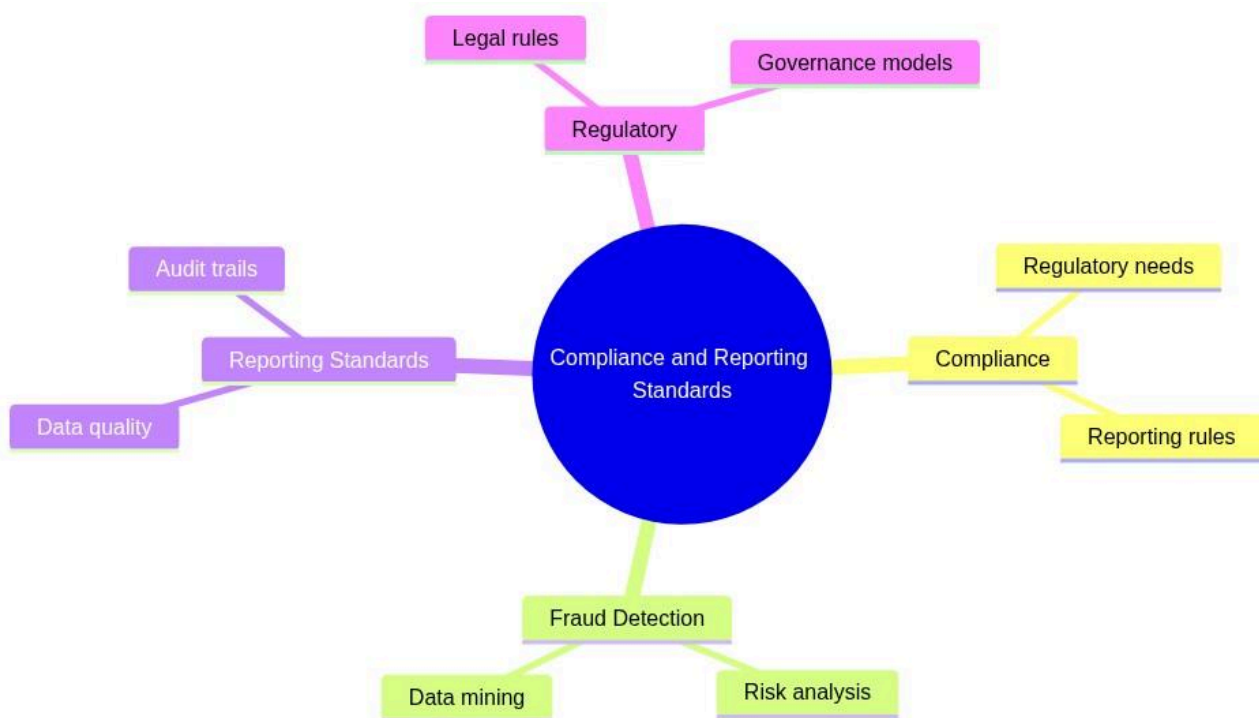 Legal rules
Governance models
Regulatory
Audit trails
Regulatory needs
Reporting Standards
Compliance and Reporting
Standards
Compliance
Data quality
Reporting rules
Fraud Detection
Data mining
Risk analysis